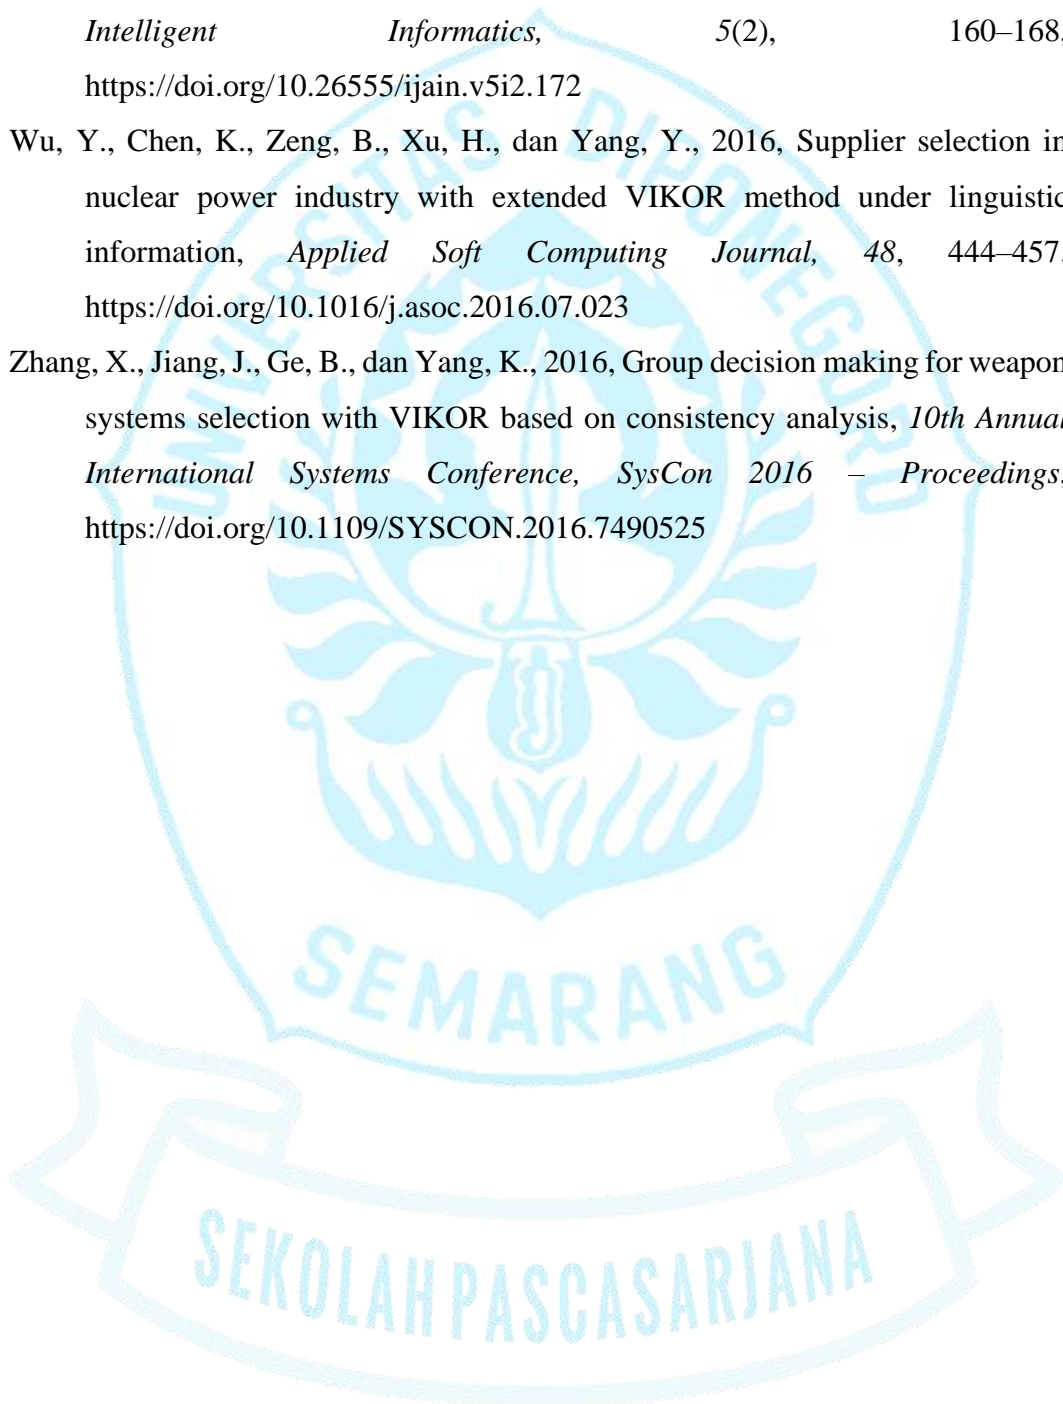 Intelligent Informatics, 5(2), 160–168,
https://doi.org/10.26555/ijain.v5i2.172
Wu, Y., Chen, K., Zeng, B., Xu, H., dan Yang, Y., 2016, Supplier selection in
nuclear power industry with extended VIKOR method under linguistic
information, Applied Soft Computing Journal, 48, 444–457.
https://doi.org/10.1016/j.asoc.2016.07.023
Zhang, X., Jiang, J., Ge, B., dan Yang, K., 2016, Group decision making for weapon
systems selection with VIKOR based on consistency analysis, 10th Annual
International Systems Conference, SysCon 2016 – Proceedings,
https://doi.org/10.1109/SYSCON.2016.7490525
UNIVERSITAS DIPONEGORO
SEMARANG
SEKOLAH PASCASARJANA